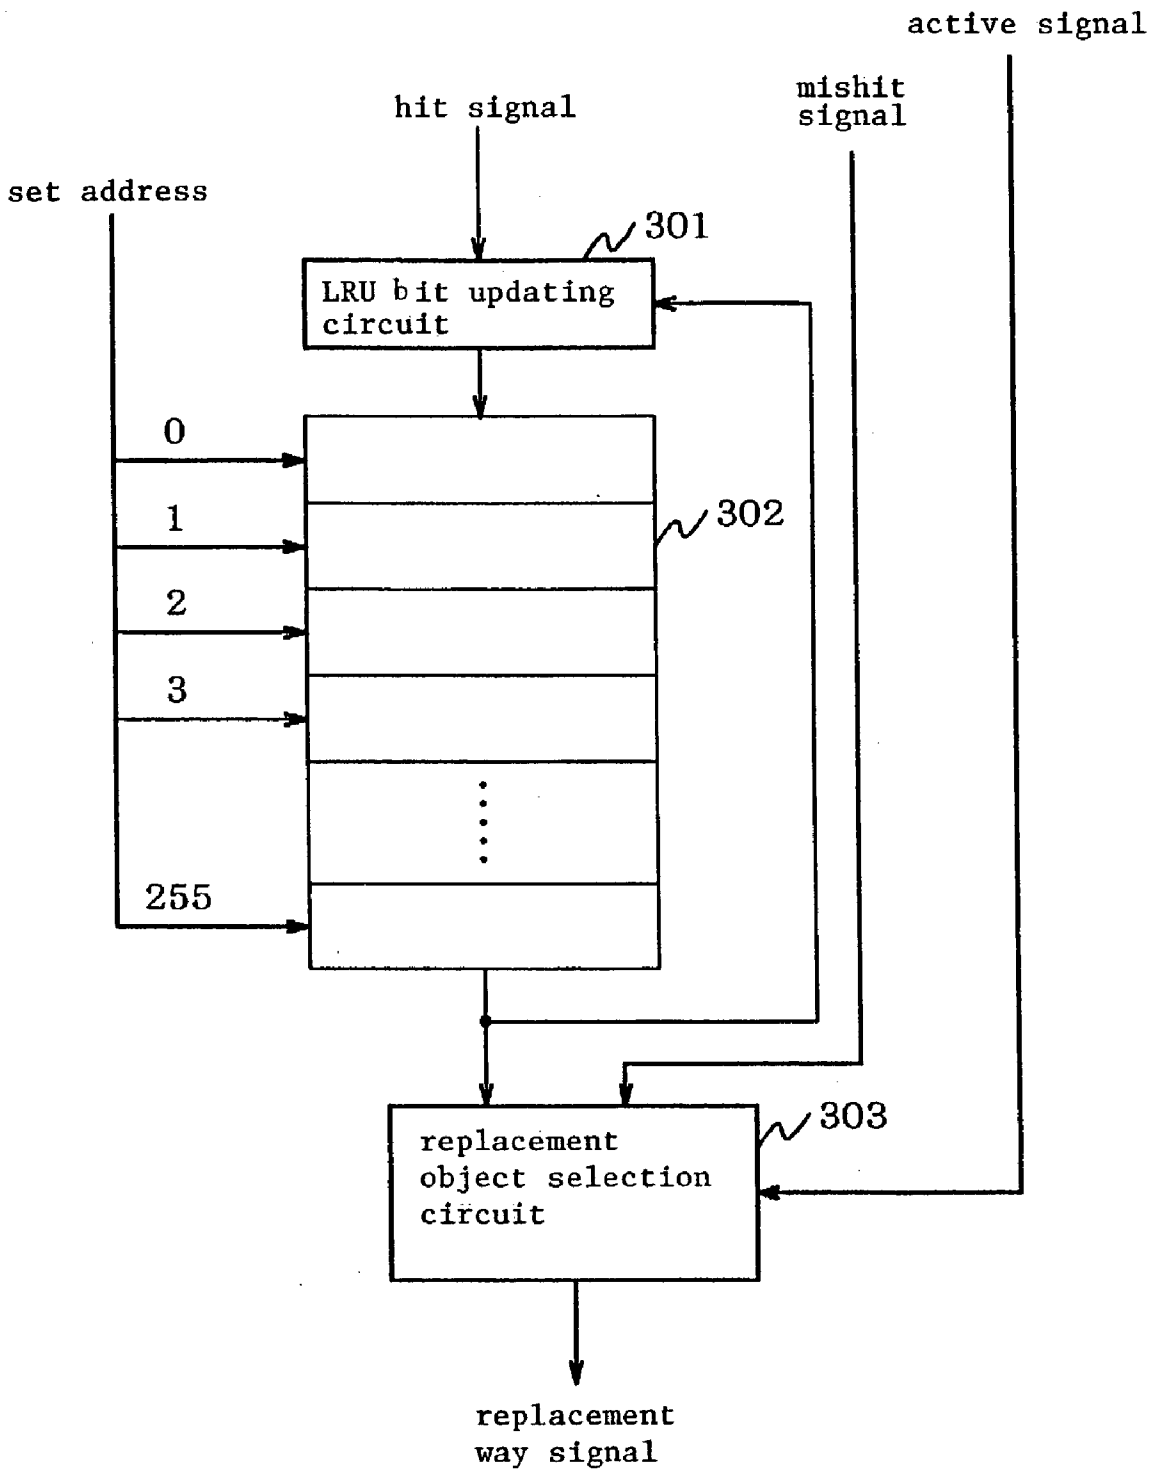 active signal
mishit
signal
hit signal
set address
301
LRU bit updating
circuit
0
1
302
2
3
255
303
replacement
object selection
circuit
replacement
way signal